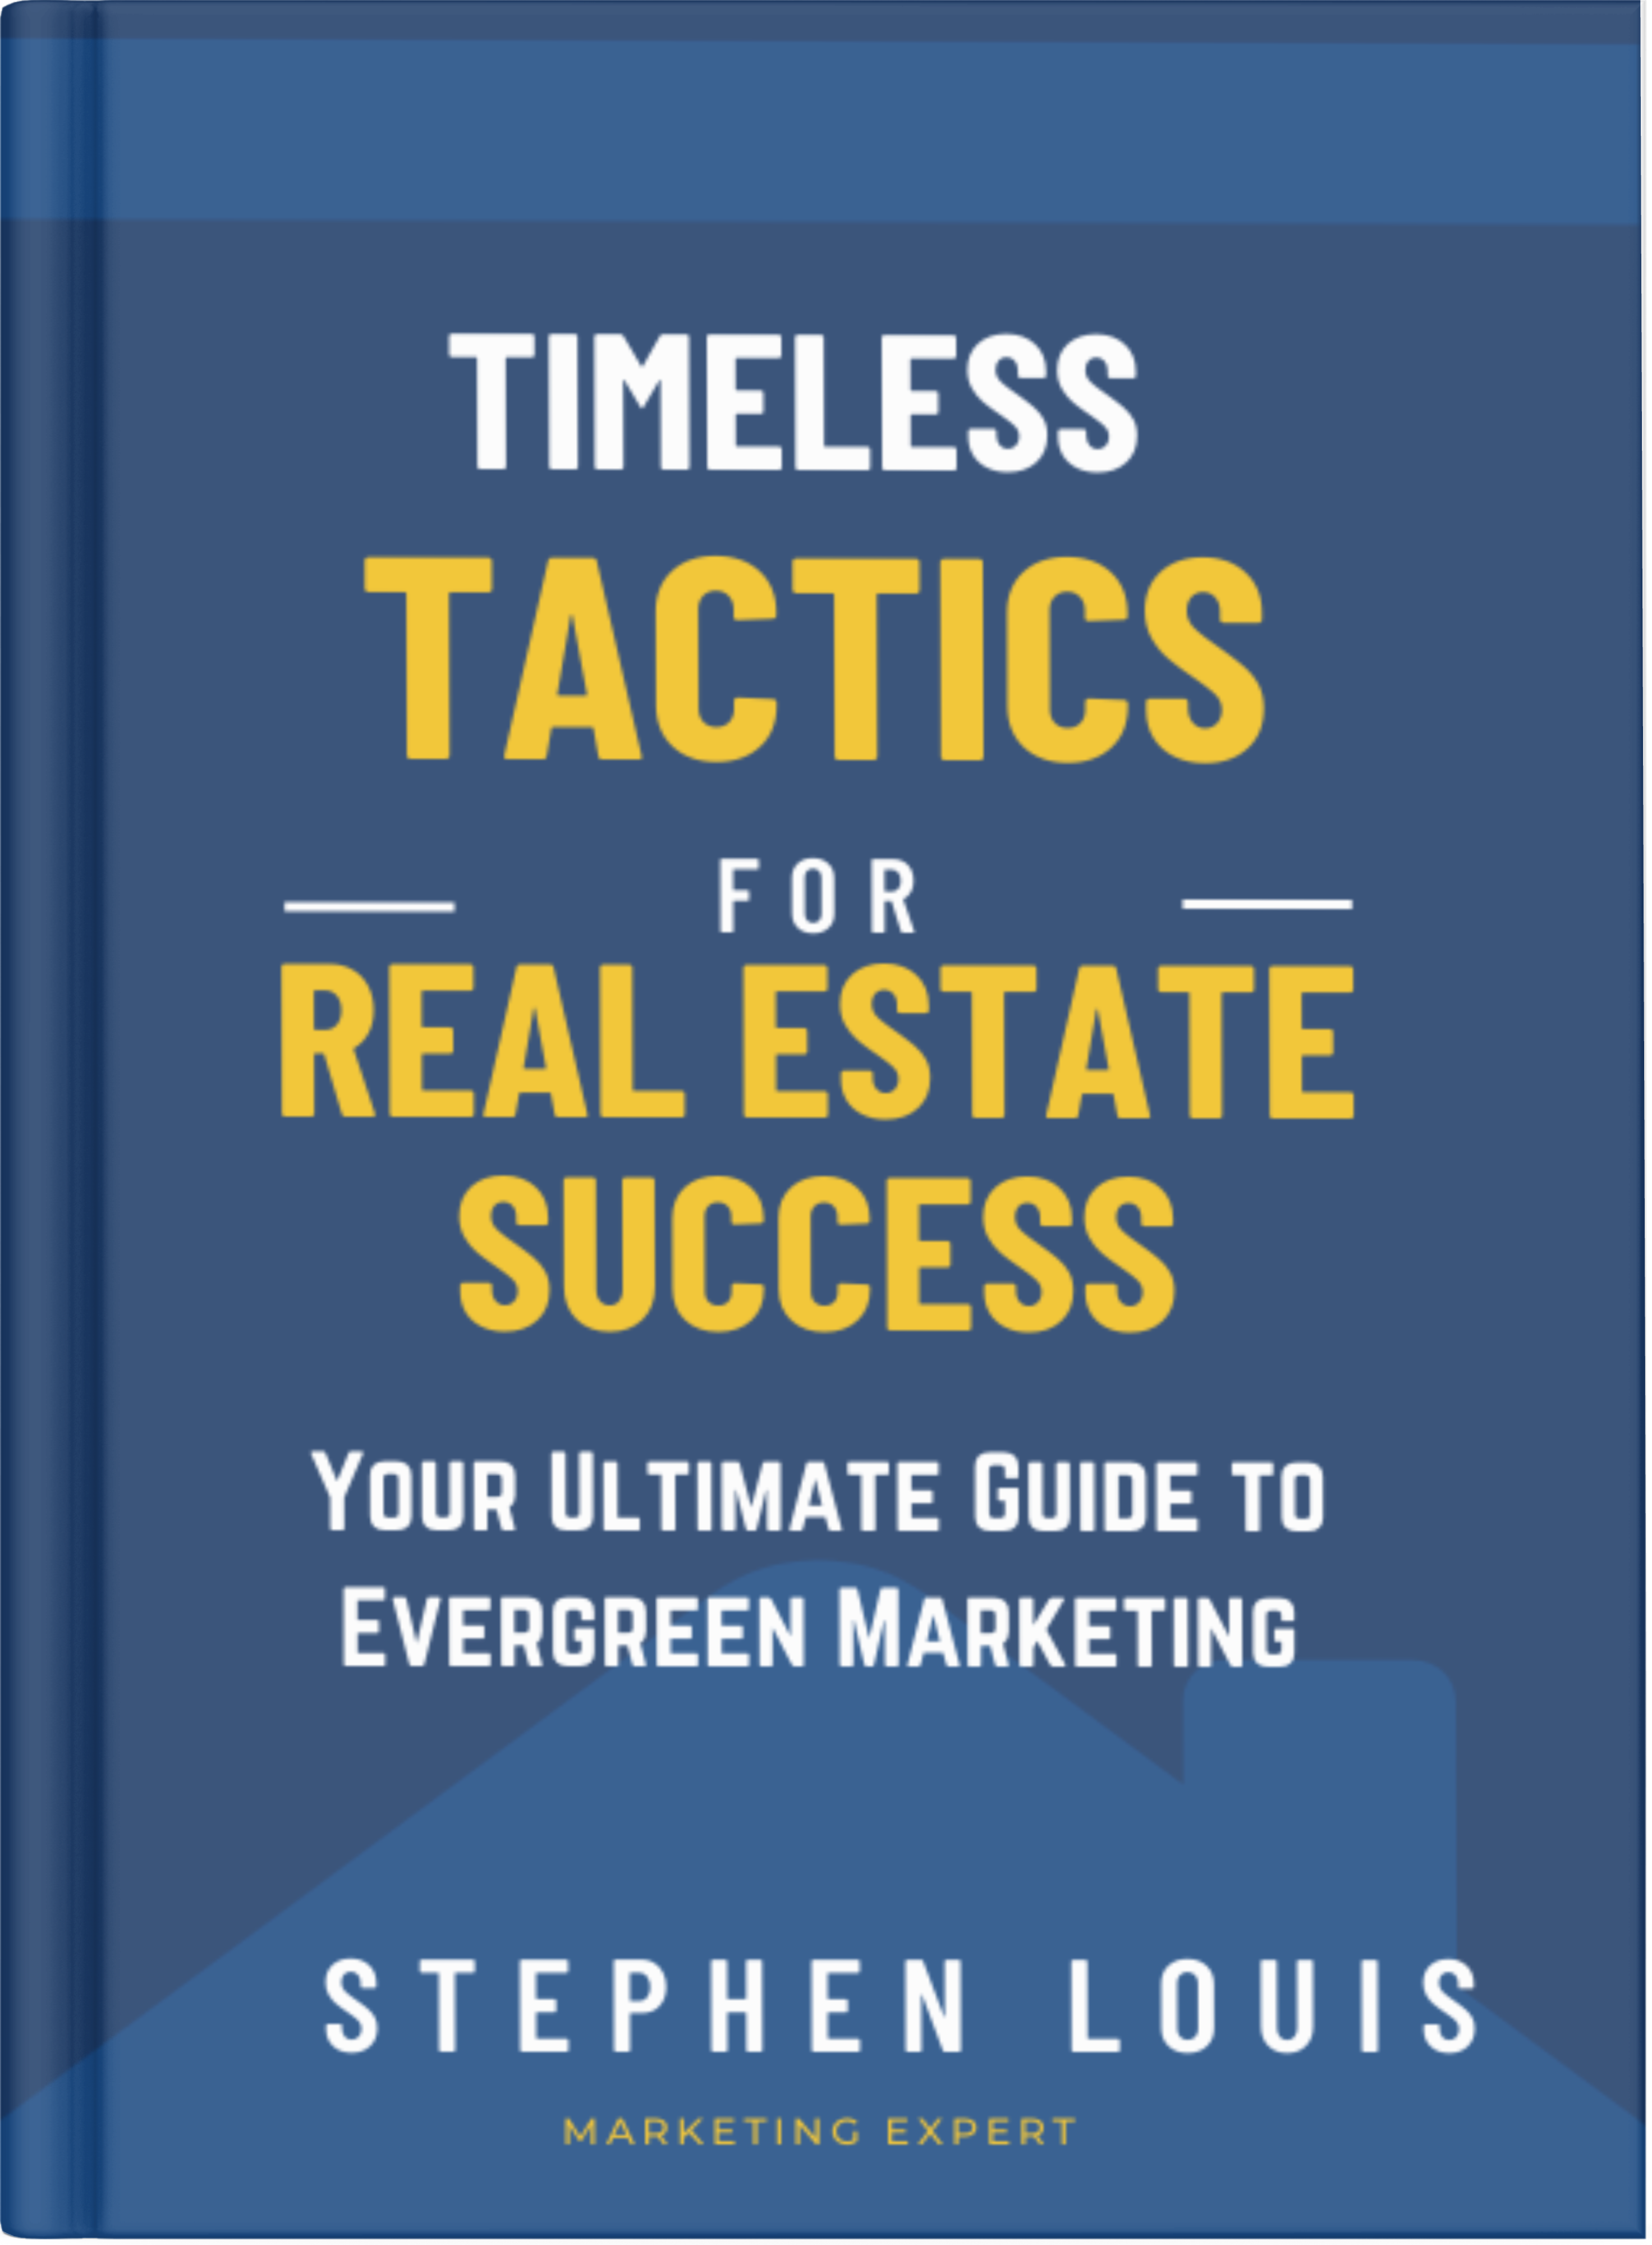 TIMELESS
TACTICS
FOR
REAL ESTATE
SUCCESS
YOUR ULTIMATE GUIDE TO
EVERGREEN MARKETING
STEPHEN LOUIS
MARKETING EXPERT